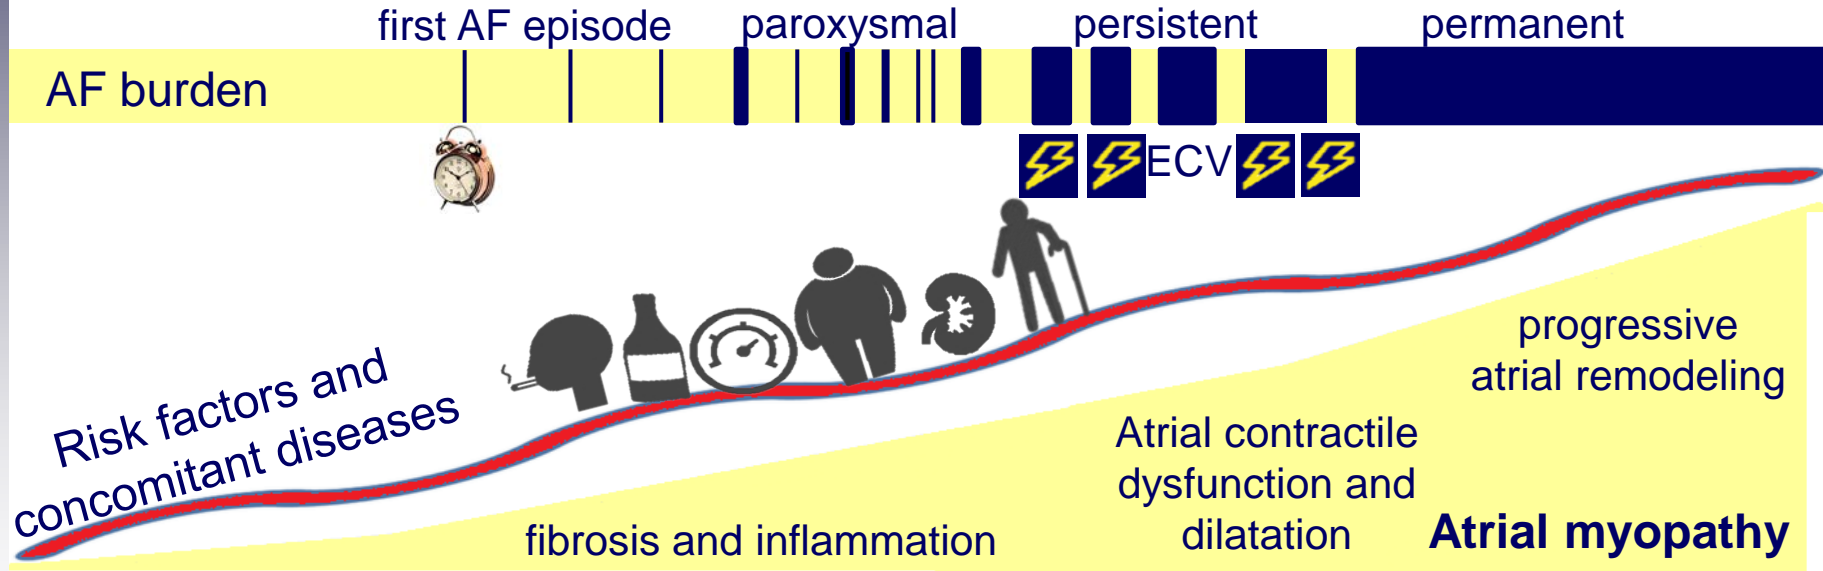 first AF episode
paroxysmal
persistent
permanent
AF burden
ECV
Risk factors and
concomitant diseases
progressive
atrial remodeling
Atrial contractile
dysfunction and
dilatation
fibrosis and inflammation
Atrial myopathy